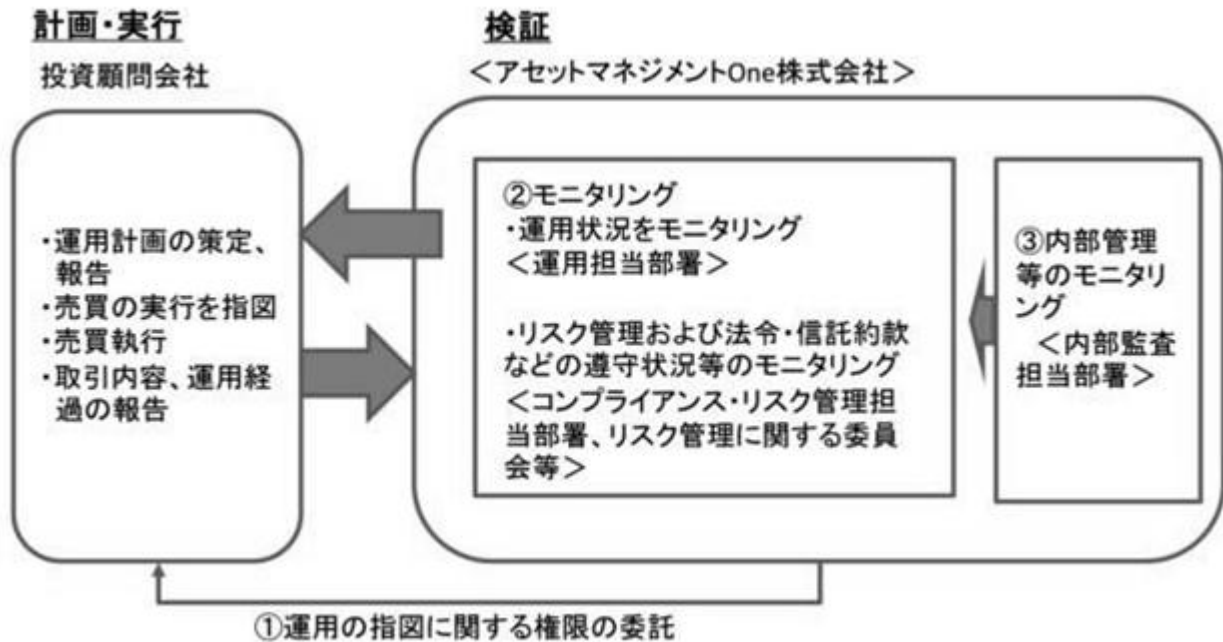 計画・実行
投資顧問会社
・運用計画の策定、
報告
・売買の実行を指図
・売買執行
・取引内容、運用経
過の報告
検証
＜アセットマネジメントOne株式会社＞
②モニタリング
・運用状況をモニタリング
＜運用担当部署＞
・リスク管理および法令・信託約款
などの遵守状況等のモニタリング
＜コンプライアンス・リスク管理担
当部署、リスク管理に関する委員
会等＞
③内部管理
等のモニタリ
ング
＜内部監査
担当部署＞
①運用の指図に関する権限の委託